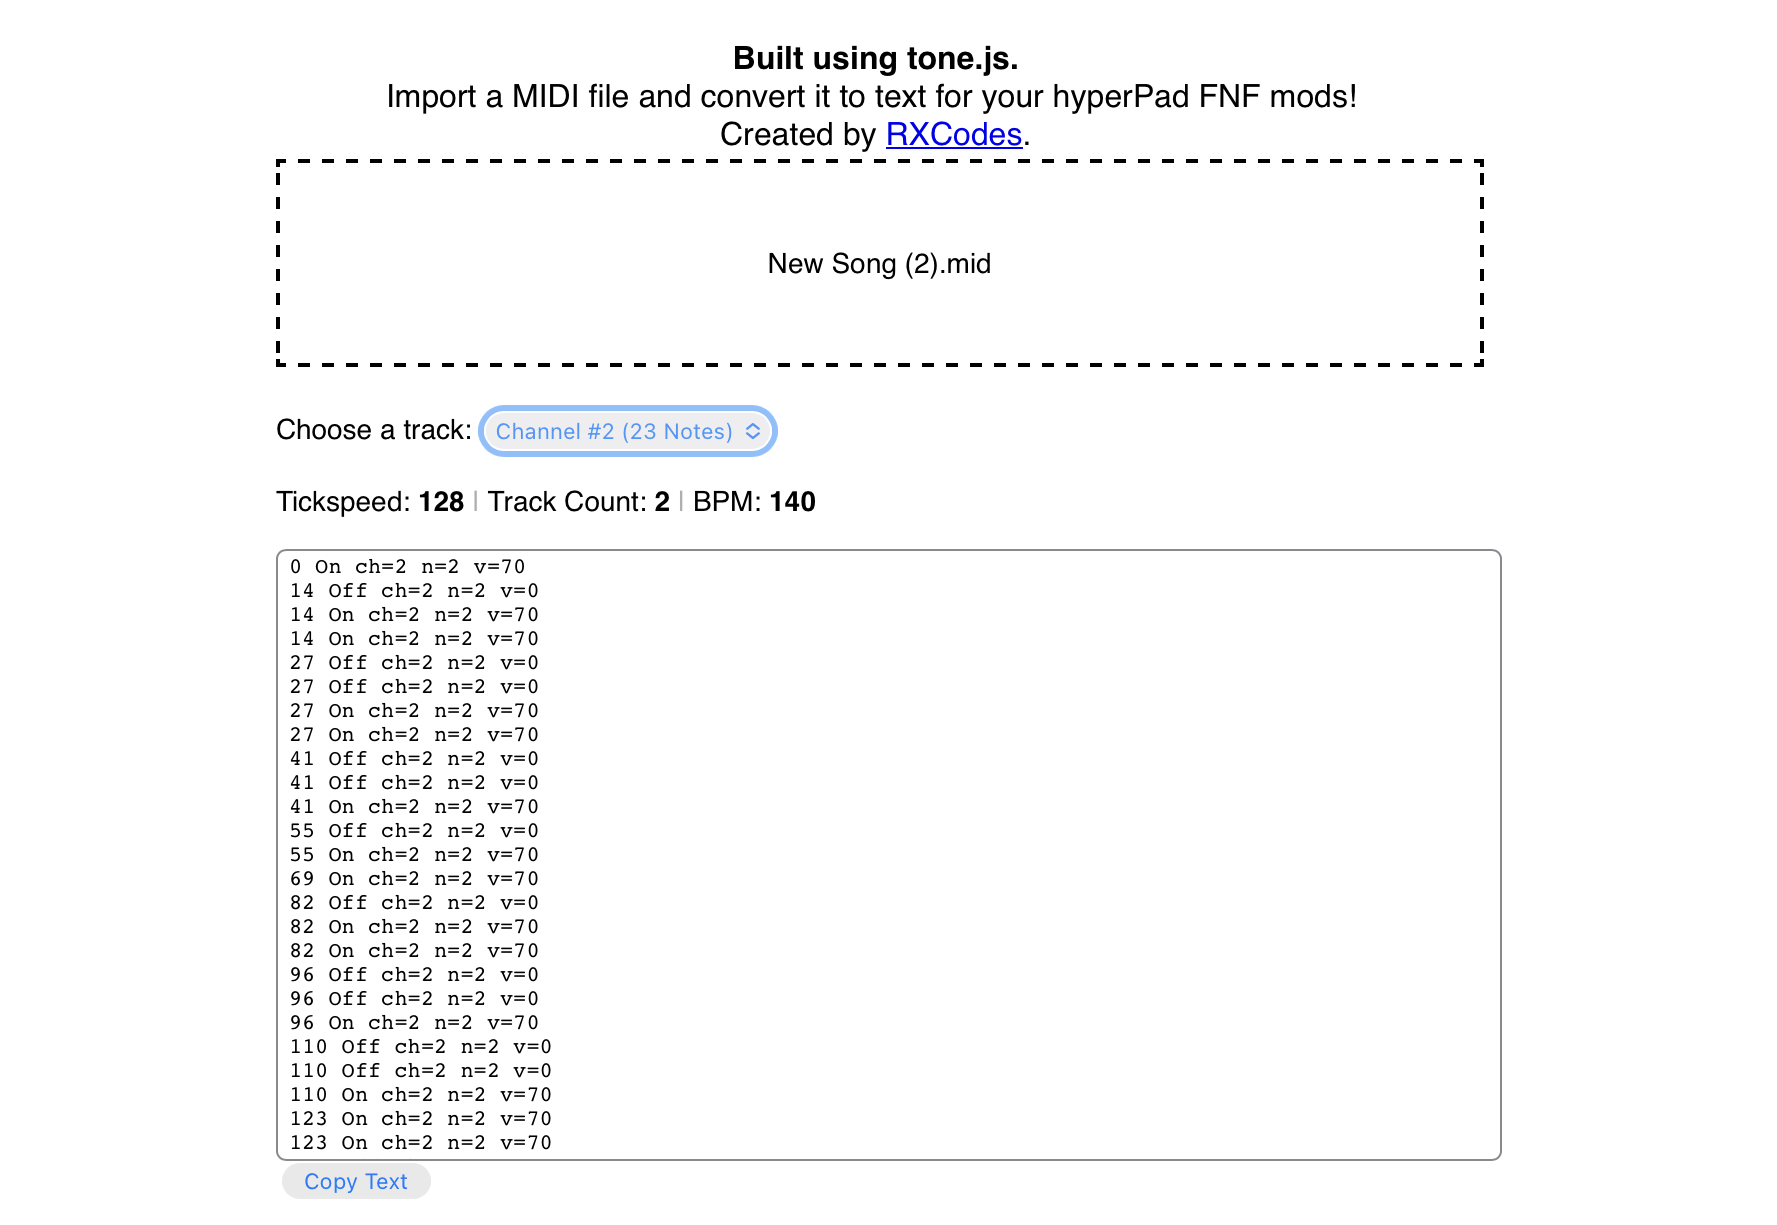 Built using tone.js.
Import a MIDI file and convert it to text for your hyperPad FNF mods!
Created by RXCodes.
New Song (2).mid
Choose a track: Channel #2 (23 Notes)
Tickspeed: 128 | Track Count: 2 | BPM: 140
0 On ch=2 n=2 v=70
14 Off ch=2 n=2 v=0
14 On ch=2 n=2 v=70
14 On ch=2 n=2 v=70
27 Off ch=2 n=2 v=0
27 Off ch=2 n=2 v=0
27 On ch=2 n=2 v=70
27 On ch=2 n=2 v=70
41 Off ch=2 n=2 v=0
41 Off ch=2 n=2 v=0
41 On ch=2 n=2 v=70
55 Off ch=2 n=2 v=0
55 On ch=2 n=2 v=70
69 On ch=2 n=2 v=70
82 Off ch=2 n=2 v=0
82 On ch=2 n=2 v=70
82 On ch=2 n=2 v=70
96 Off ch=2 n=2 v=0
96 Off ch=2 n=2 v=0
96 On ch=2 n=2 v=70
110 Off ch=2 n=2 v=0
110 Off ch=2 n=2 v=0
110 On ch=2 n=2 v=70
123 On ch=2 n=2 v=70
123 On ch=2 n=2 v=70
Copy Text